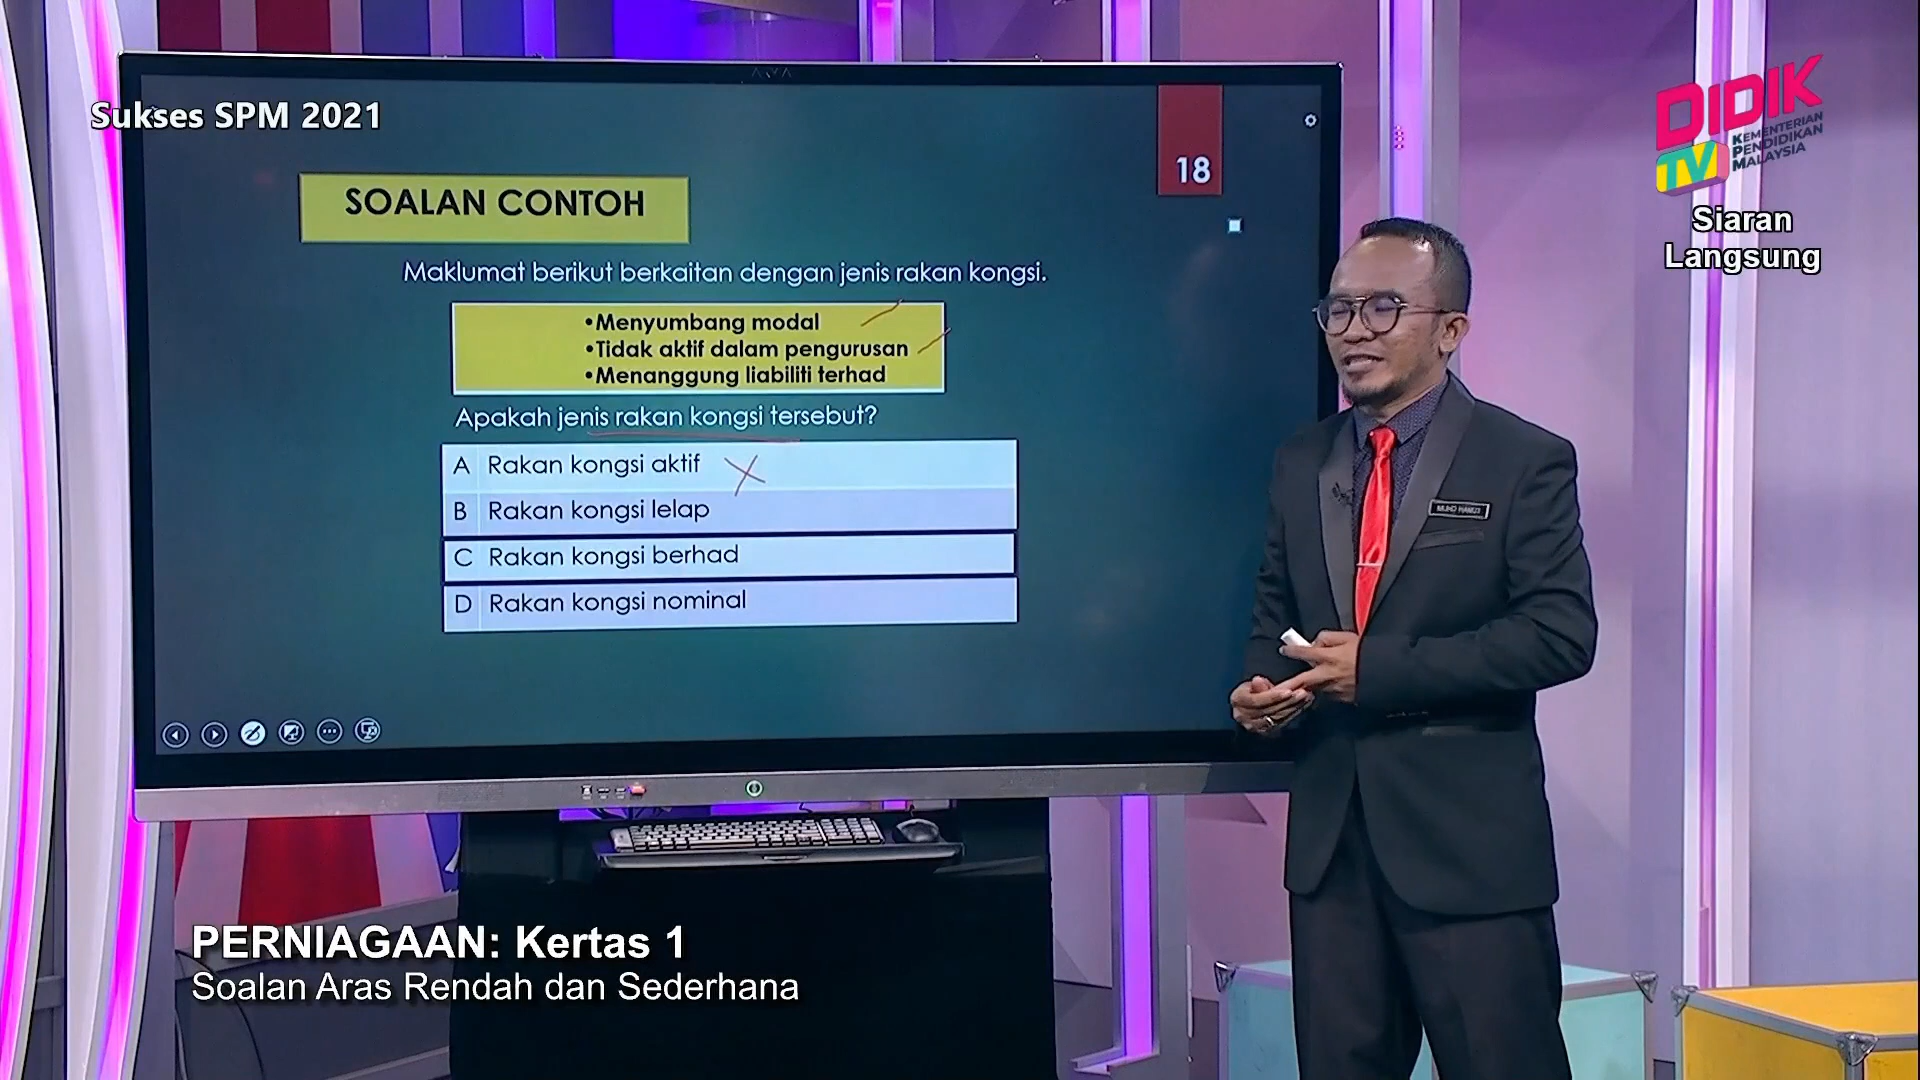 Sukses SPM 2021
18
SOALAN CONTOH
Maklumat berikut berkaitan dengan jenis rakan kongsi.
•Menyumbang modal
•Tidak aktif dalam pengurusan
•Menanggung liabiliti terhad
Apakah jenis rakan kongsi tersebut?
A Rakan kongsi aktif
B Rakan kongsi lelap
C Rakan kongsi berhad
D Rakan kongsi nominal
DIDIK
TV
KEMENTERIAN
PENDIDIKAN
MALAYSIA
Siaran
Langsung
PERNIAGAAN: Kertas 1
Soalan Aras Rendah dan Sederhana